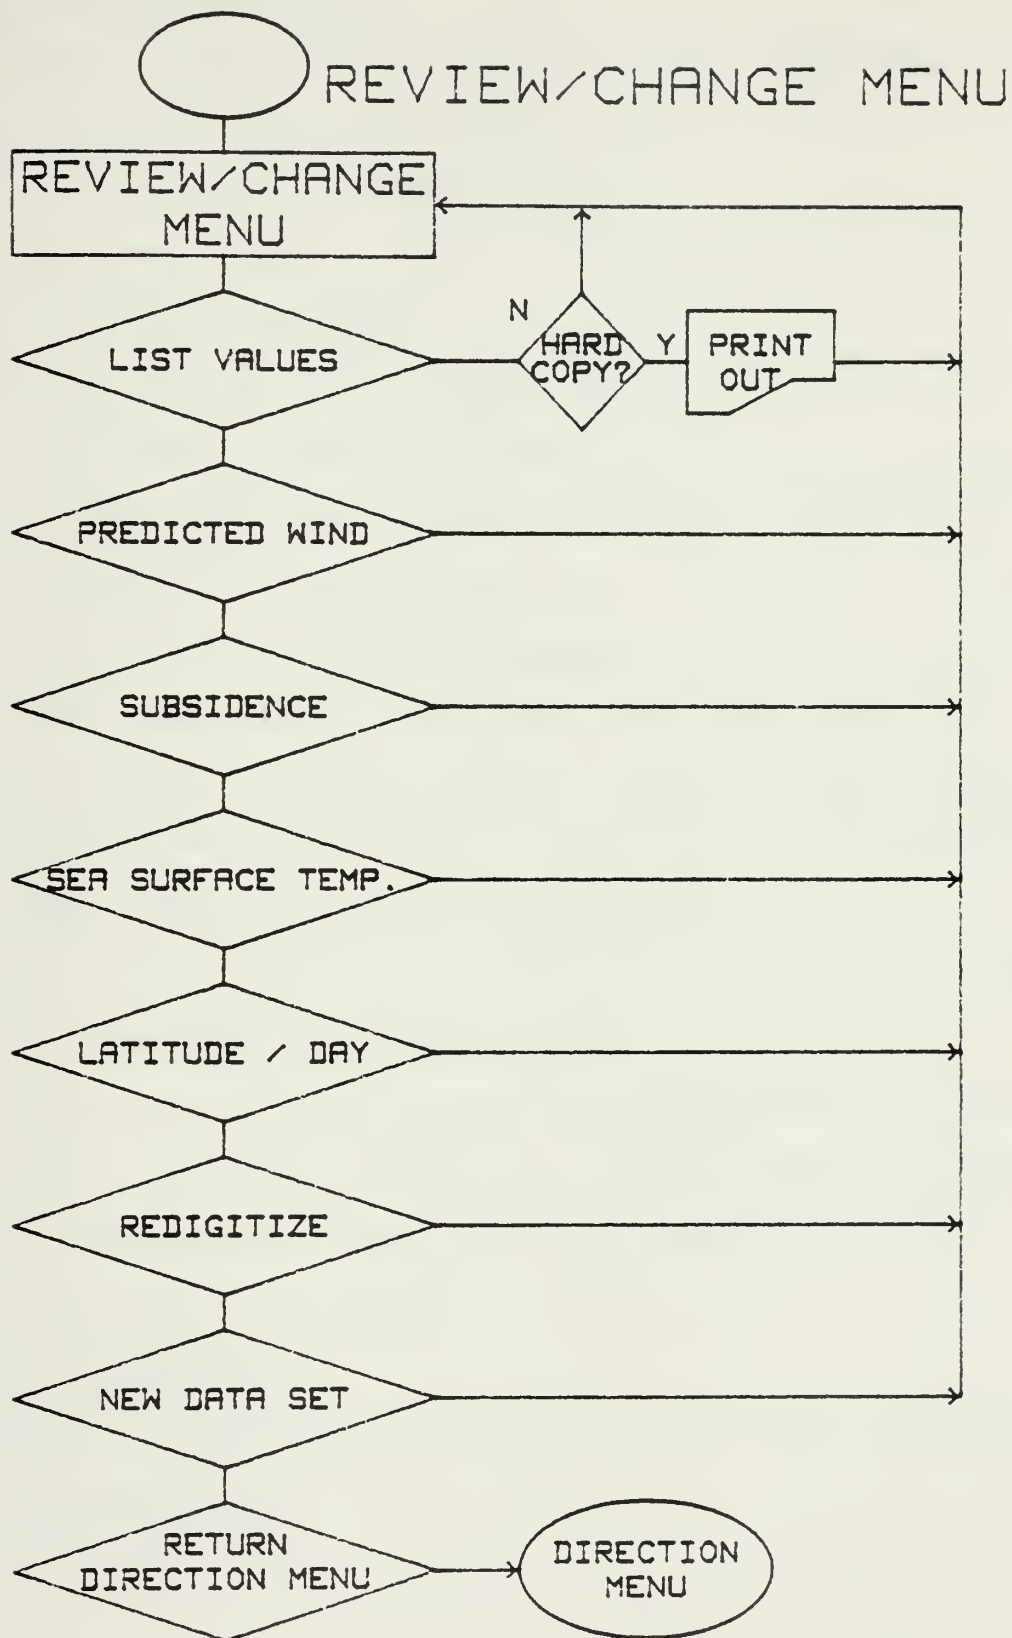 REVIEW/CHANGE MENU
REVIEW/CHANGE
MENU
LIST VALUES
N
HARD
COPY?
Y
PRINT
OUT
PREDICTED WIND
SUBSIDENCE
SEA SURFACE TEMP.
LATITUDE / DAY
REDIGITIZE
NEW DATA SET
RETURN
DIRECTION MENU
DIRECTION
MENU